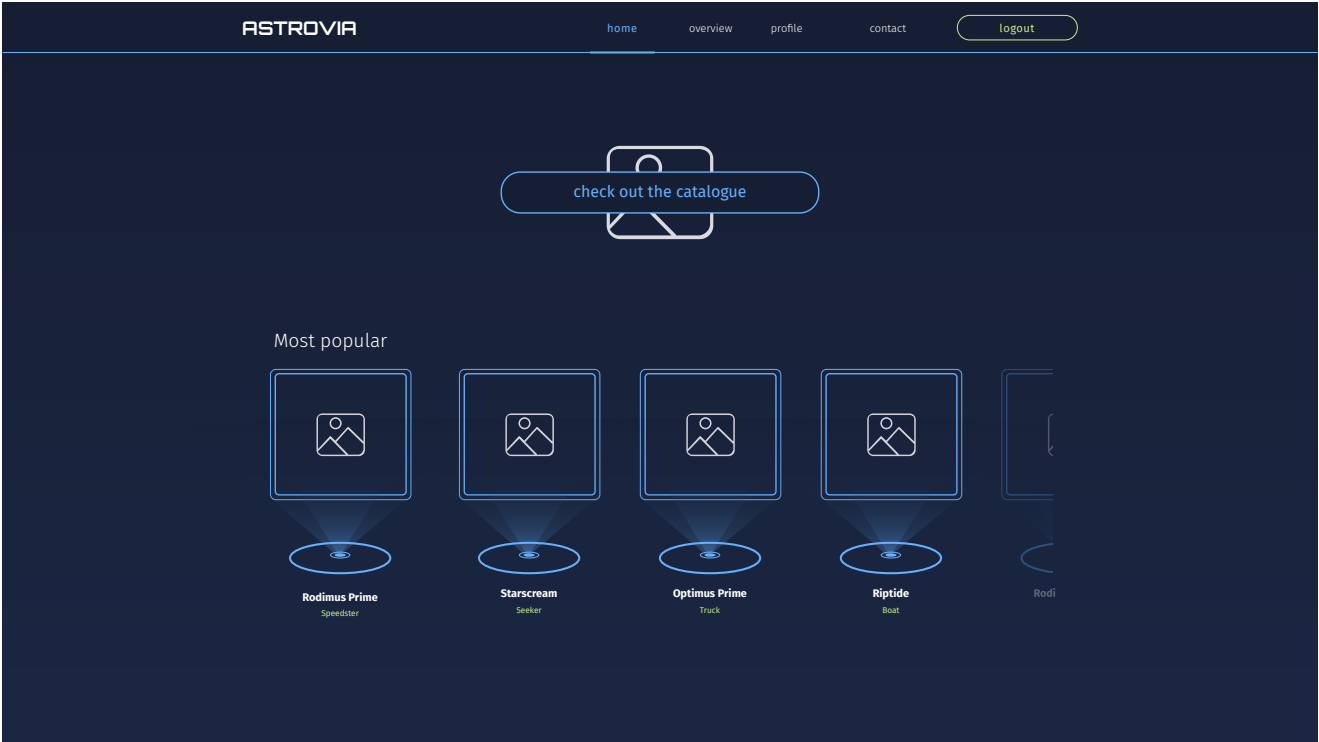 ASTROVIA
home
overview
profile
contact
logout
check out the catalogue
Most popular
Rodimus Prime
Speedster
Starscream
Seeker
Optimus Prime
Truck
Riptide
Boat
Rodi